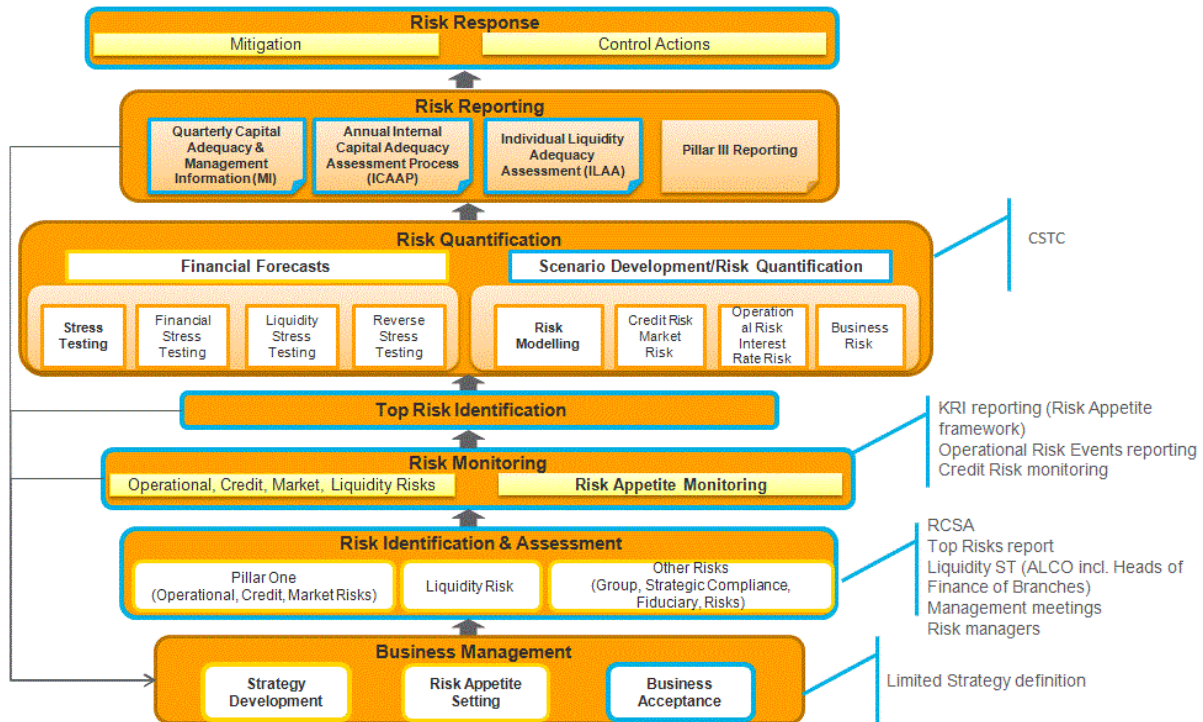 Risk Response
Mitigation
Control Actions
Risk Reporting
Quarterly Capital
Adequacy &
Management
Information (MI)
Annual Internal
Capital Adequacy
Assessment Process
(ICAAP)
Individual Liquidity
Adequacy
Assessment (ILAA)
Pillar III Reporting
Risk Quantification
Financial Forecasts
Scenario Development/Risk Quantification
Stress
Testing
Financial
Stress
Testing
Liquidity
Stress
Testing
Reverse
Stress
Testing
Risk
Modelling
Credit Risk
Market
Risk
Operation
al Risk
Interest
Rate Risk
Business
Risk
CSTC
Top Risk Identification
Risk Monitoring
Operational, Credit, Market, Liquidity Risks
Risk Appetite Monitoring
KRI reporting (Risk Appetite
framework)
Operational Risk Events reporting
Credit Risk monitoring
Risk Identification & Assessment
Pillar One
(Operational, Credit, Market Risks)
Liquidity Risk
Other Risks
(Group, Strategic Compliance,
Fiduciary, Risks)
RCSA
Top Risks report
Liquidity ST (ALCO incl. Heads of
Finance of Branches)
Management meetings
Risk managers
Business Management
Strategy
Development
Risk Appetite
Setting
Business
Acceptance
Limited Strategy definition